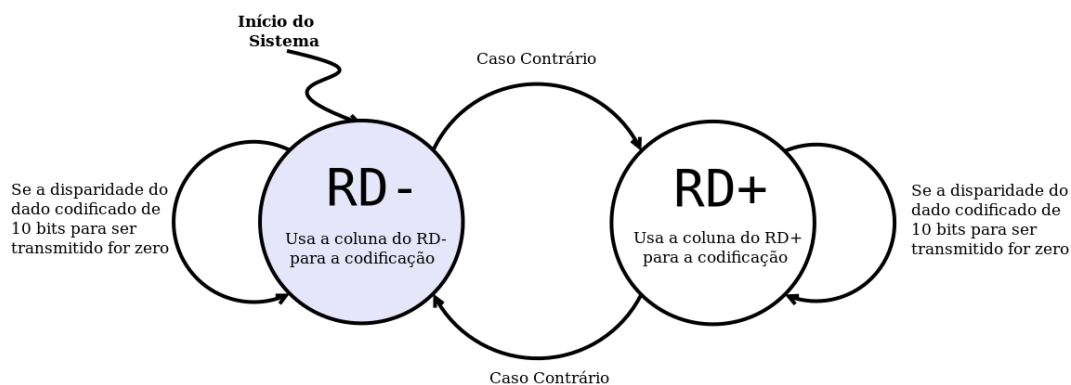 Início do
Sistema
Caso Contrário
Se a disparidade do
dado codificado de
10 bits para ser
transmitido for zero
RD-
Usa a coluna do RD-
para a codificação
RD+
Usa a coluna do RD+
para a codificação
Se a disparidade do
dado codificado de
10 bits para ser
transmitido for zero
Caso Contrário